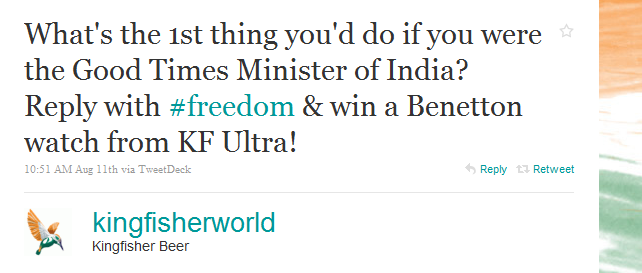 What's the 1st thing you'd do if you were
the Good Times Minister of India?
Reply with #freedom & win a Benetton
watch from KF Ultra!
10:51 AM Aug 11th via TweetDeck Reply Retweet
kingfisherworld
Kingfisher Beer